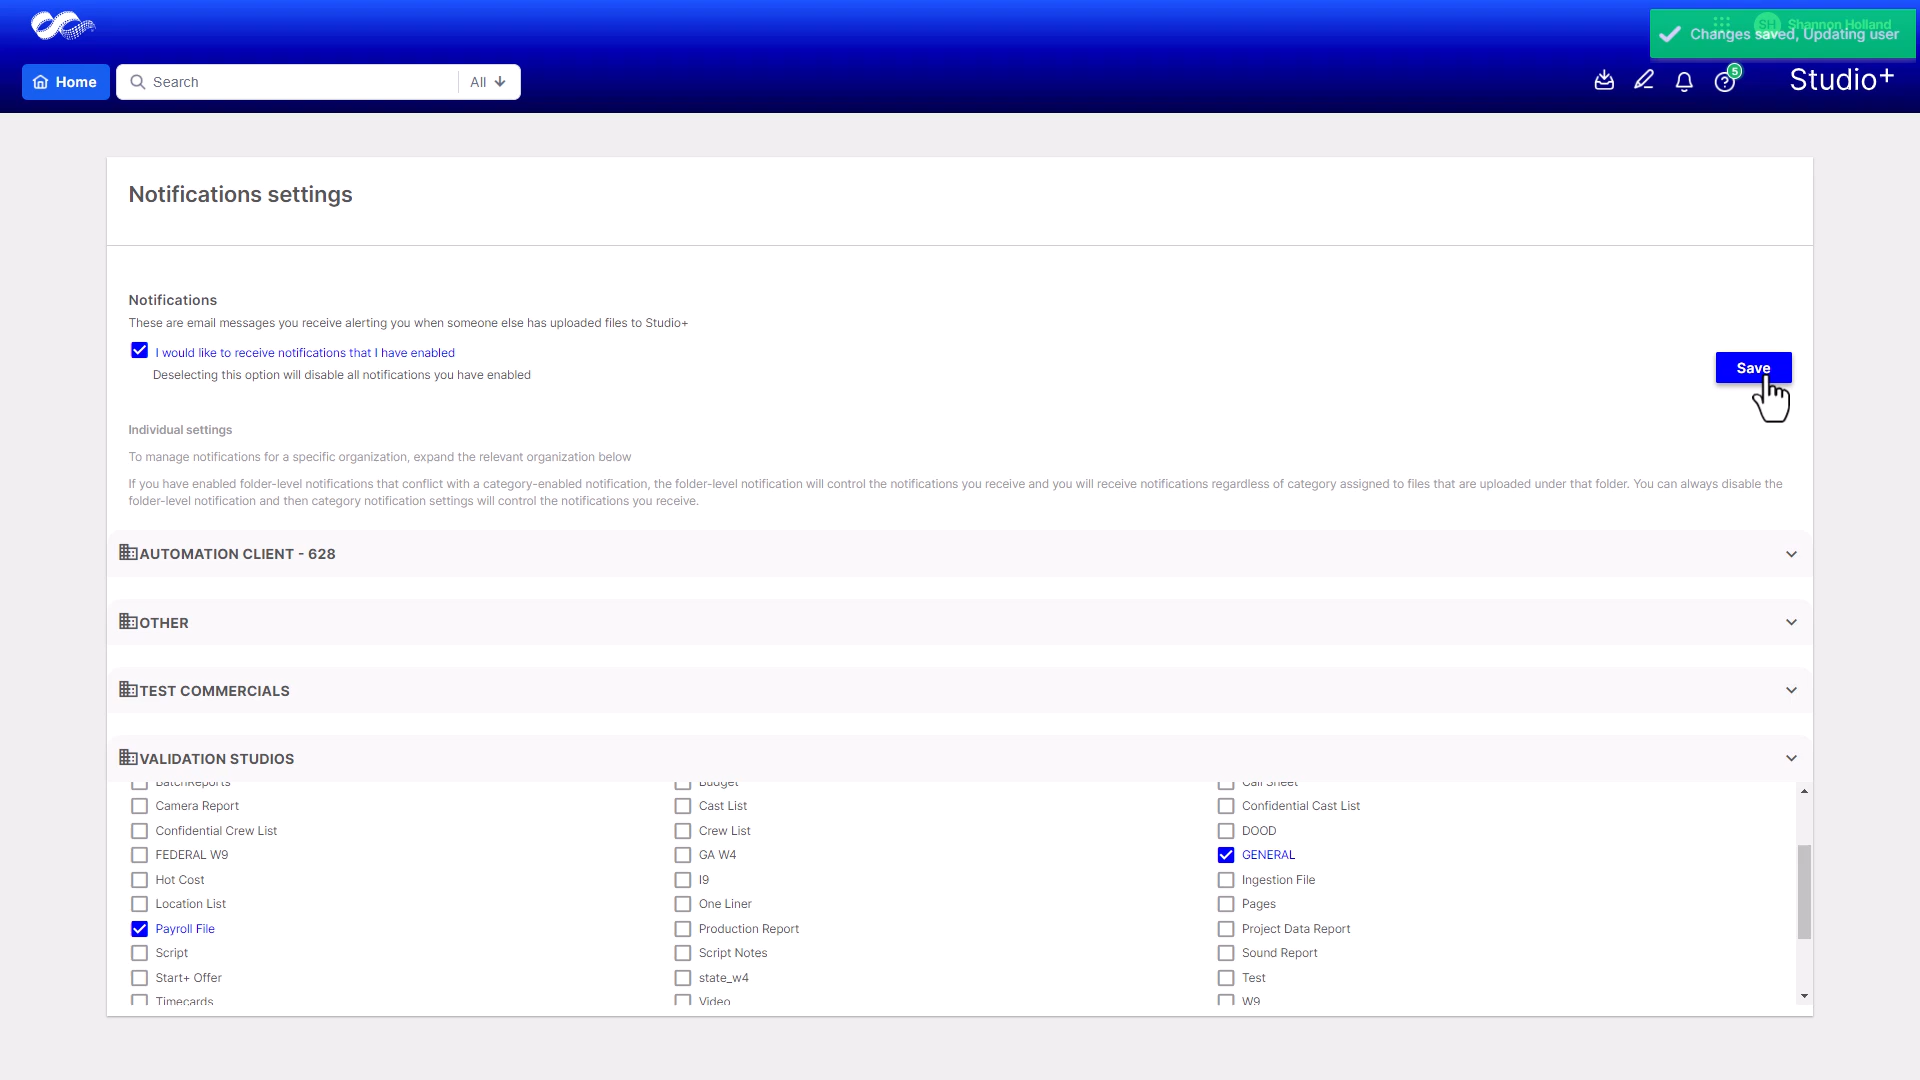 SH Shannon Holland
Changes saved, Updating user
Home
Search
All
5
Studio+
Notifications settings
Notifications
These are email messages you receive alerting you when someone else has uploaded files to Studio+
I would like to receive notifications that I have enabled
Deselecting this option will disable all notifications you have enabled
Save
Individual settings
To manage notifications for a specific organization, expand the relevant organization below
If you have enabled folder-level notifications that conflict with a category-enabled notification, the folder-level notification will control the notifications you receive and you will receive notifications regardless of category assigned to files that are uploaded under that folder. You can always disable the
folder-level notification and then category notification settings will control the notifications you receive.
AUTOMATION CLIENT - 628
OTHER
TEST COMMERCIALS
VALIDATION STUDIOS
BatchReports Budget Call Sheet
Camera Report Cast List Confidential Cast List
Confidential Crew List Crew List DOOD
FEDERAL W9 GA W4 GENERAL
Hot Cost I9 Ingestion File
Location List One Liner Pages
Payroll File Production Report Project Data Report
Script Script Notes Sound Report
Start+ Offer state_w4 Test
Timecards Video W9